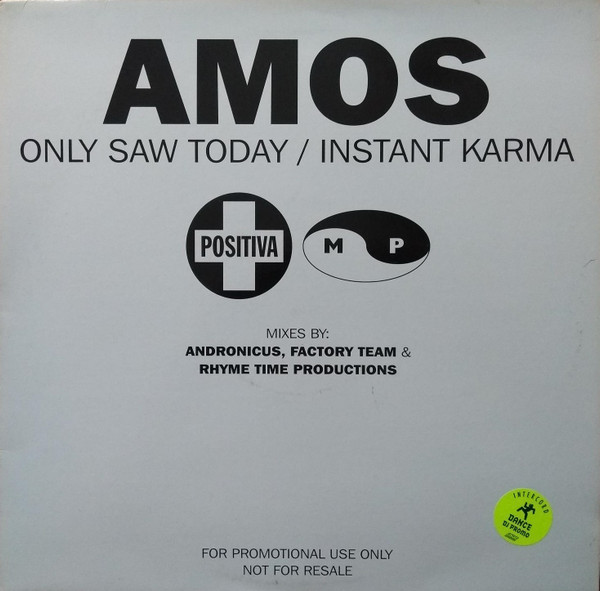 AMOS
ONLY SAW TODAY / INSTANT KARMA
POSITIVA
M P
MIXES BY:
ANDRONICUS, FACTORY TEAM &
RHYME TIME PRODUCTIONS
INTERCORD
DANCE
DJ PROMO
FOR PROMOTIONAL USE ONLY
NOT FOR RESALE